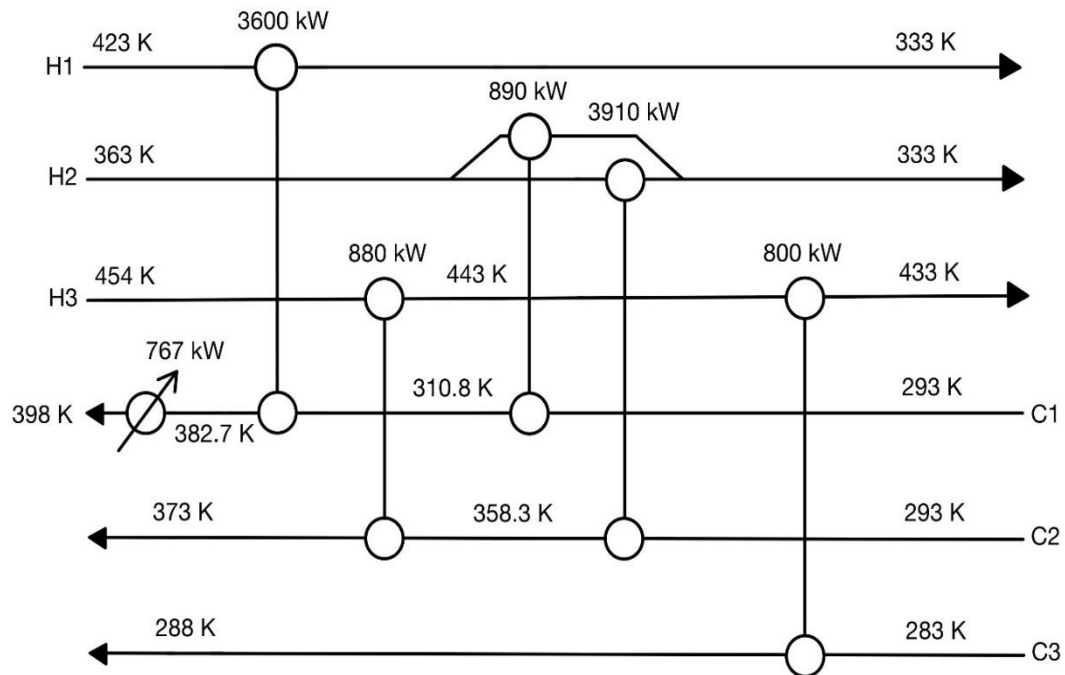 3600 kW
423 K
333 K
H1
890 kW
3910 kW
363 K
333 K
H2
880 kW
800 kW
454 K
443 K
433 K
H3
767 kW
310.8 K
293 K
398 K
C1
382.7 K
373 K
358.3 K
293 K
C2
288 K
283 K
C3